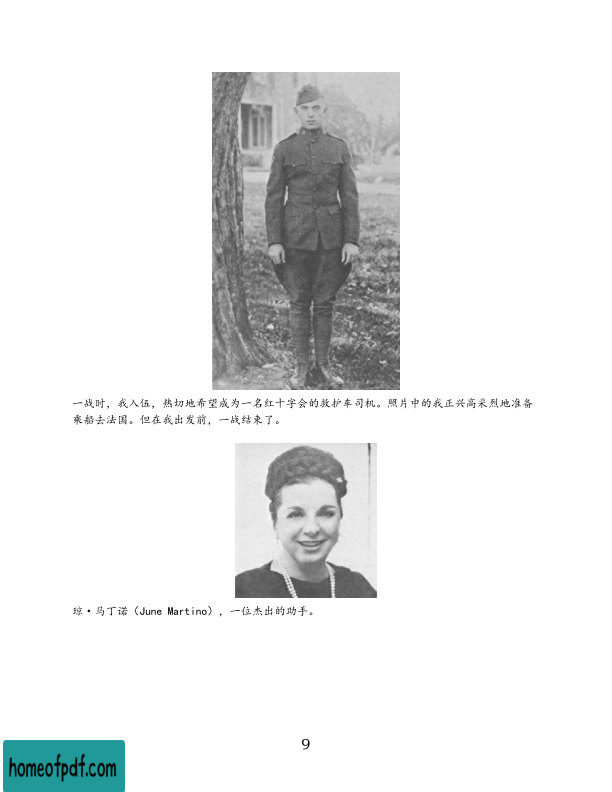 一战时，我入伍，热切地希望成为一名红十字会的救护车司机。照片中的我正兴高采烈地准备
乘船去法国。但在我出发前，一战结束了。
琼·马丁诺（June Martino），一位杰出的助手。
9
homeofpdf.com